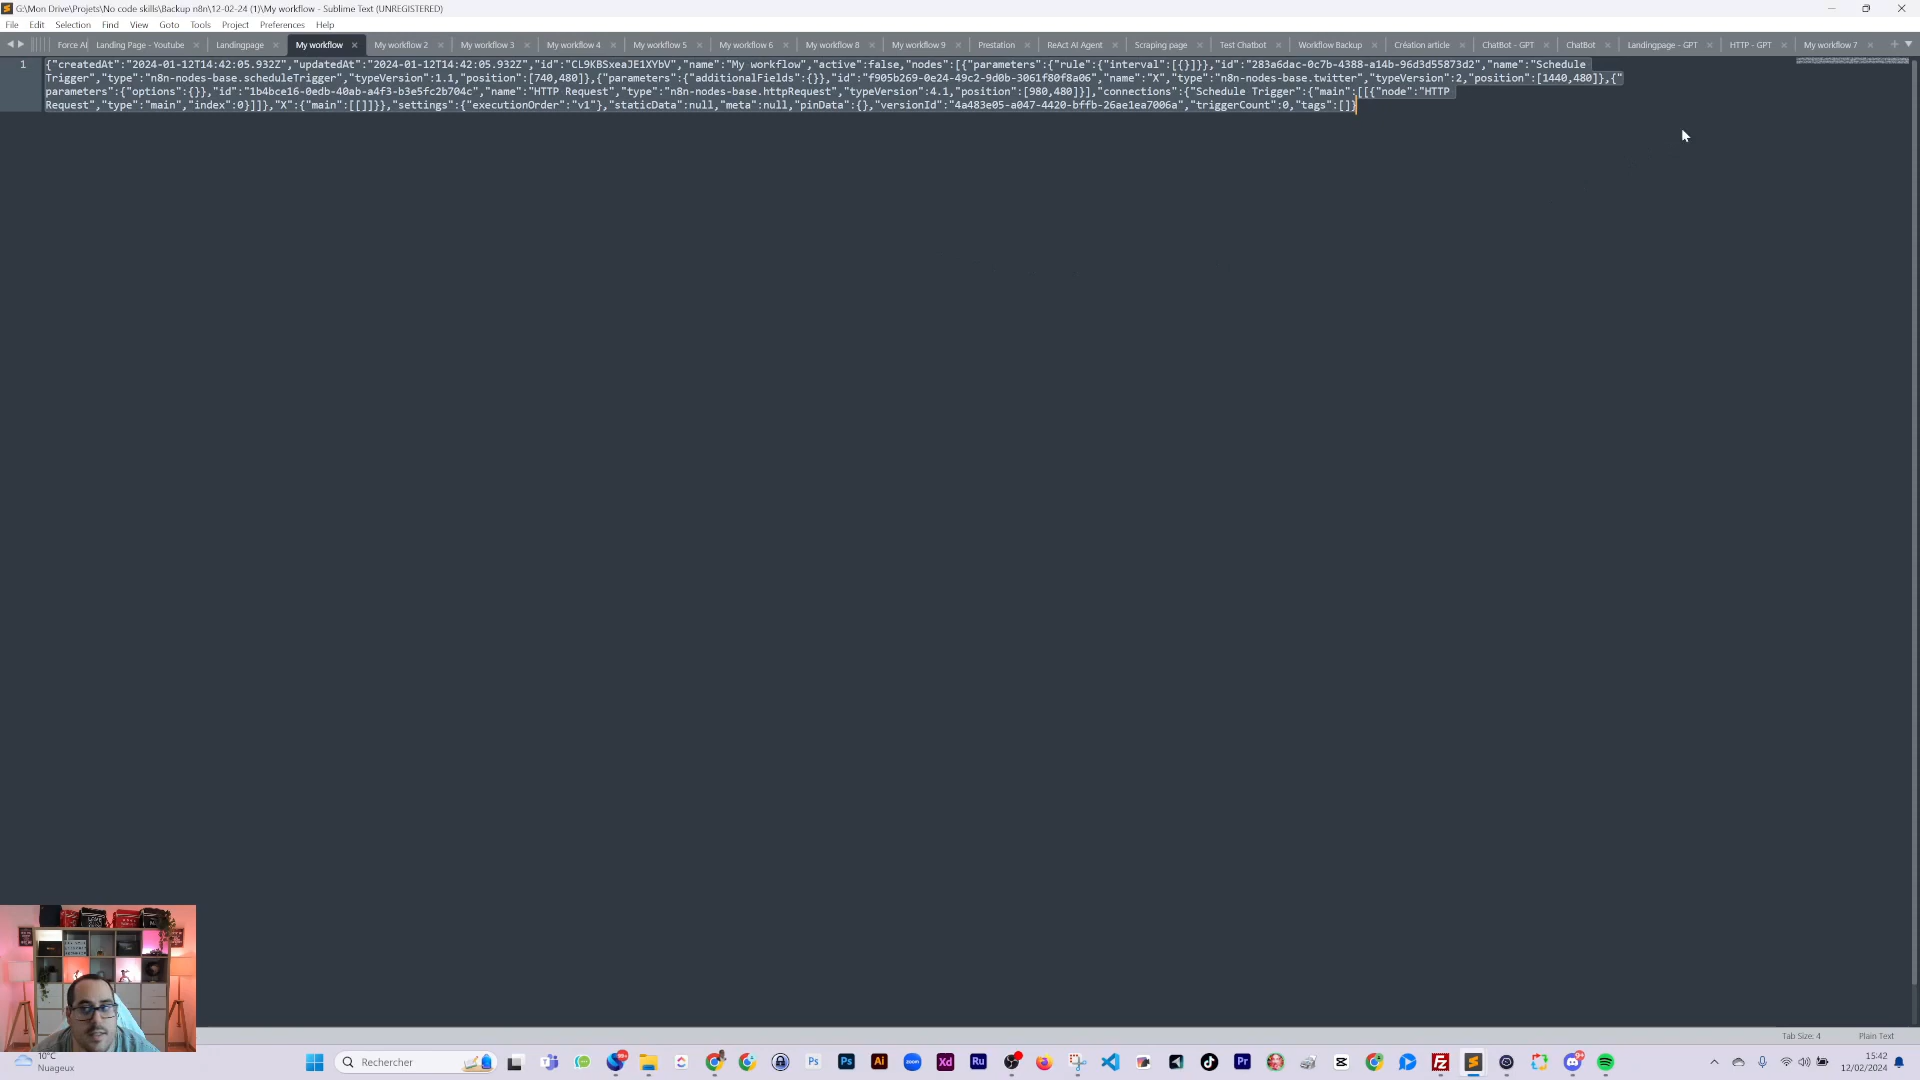 G:\Mon Drive\Projets\No code skills\Backup n8n\12-02-24 (1)\My workflow - Sublime Text (UNREGISTERED)
File Edit Selection Find View Goto Tools Project Preferences Help
Force AI Landing Page - Youtube Landingpage My workflow My workflow 2 My workflow 3 My workflow 4 My workflow 5 My workflow 6 My workflow 8 My workflow 9 Prestation ReAct AI Agent Scraping page Test Chatbot Workflow Backup Création article ChatBot - GPT ChatBot Landingpage - GPT HTTP - GPT My workflow 7
1 {"createdAt":"2024-01-12T14:42:05.932Z","updatedAt":"2024-01-12T14:42:05.932Z","id":"CL9KBSxeaJE1XYbV","name":"My workflow","active":false,"nodes":[{"parameters":{"rule":{"interval":[{}]}},"id":"283a6dac-0c7b-4388-a14b-96d3d55873d2","name":"Schedule
Trigger","type":"n8n-nodes-base.scheduleTrigger","typeVersion":1.1,"position":[740,480]},{"parameters":{"additionalFields":{}},"id":"f905b269-0e24-49c2-9d0b-3061f80f8a06","name":"X","type":"n8n-nodes-base.twitter","typeVersion":2,"position":[1440,480]},{"
parameters":{"options":{}},"id":"1b4bce16-0edb-40ab-a4f3-b3e5fc2b704c","name":"HTTP Request","type":"n8n-nodes-base.httpRequest","typeVersion":4.1,"position":[980,480]}],"connections":{"Schedule Trigger":{"main":[[{"node":"HTTP
Request","type":"main","index":0}]]},"X":{"main":[[]]}},"settings":{"executionOrder":"v1"},"staticData":null,"meta":null,"pinData":{},"versionId":"4a483e05-a047-4420-bffb-26ae1ea7006a","triggerCount":0,"tags":[]}
Tab Size: 4 Plain Text
10°C
Nuageux
Rechercher
99+
Ps Ps Ai zoom Xd Ru Pr
15:42
12/02/2024